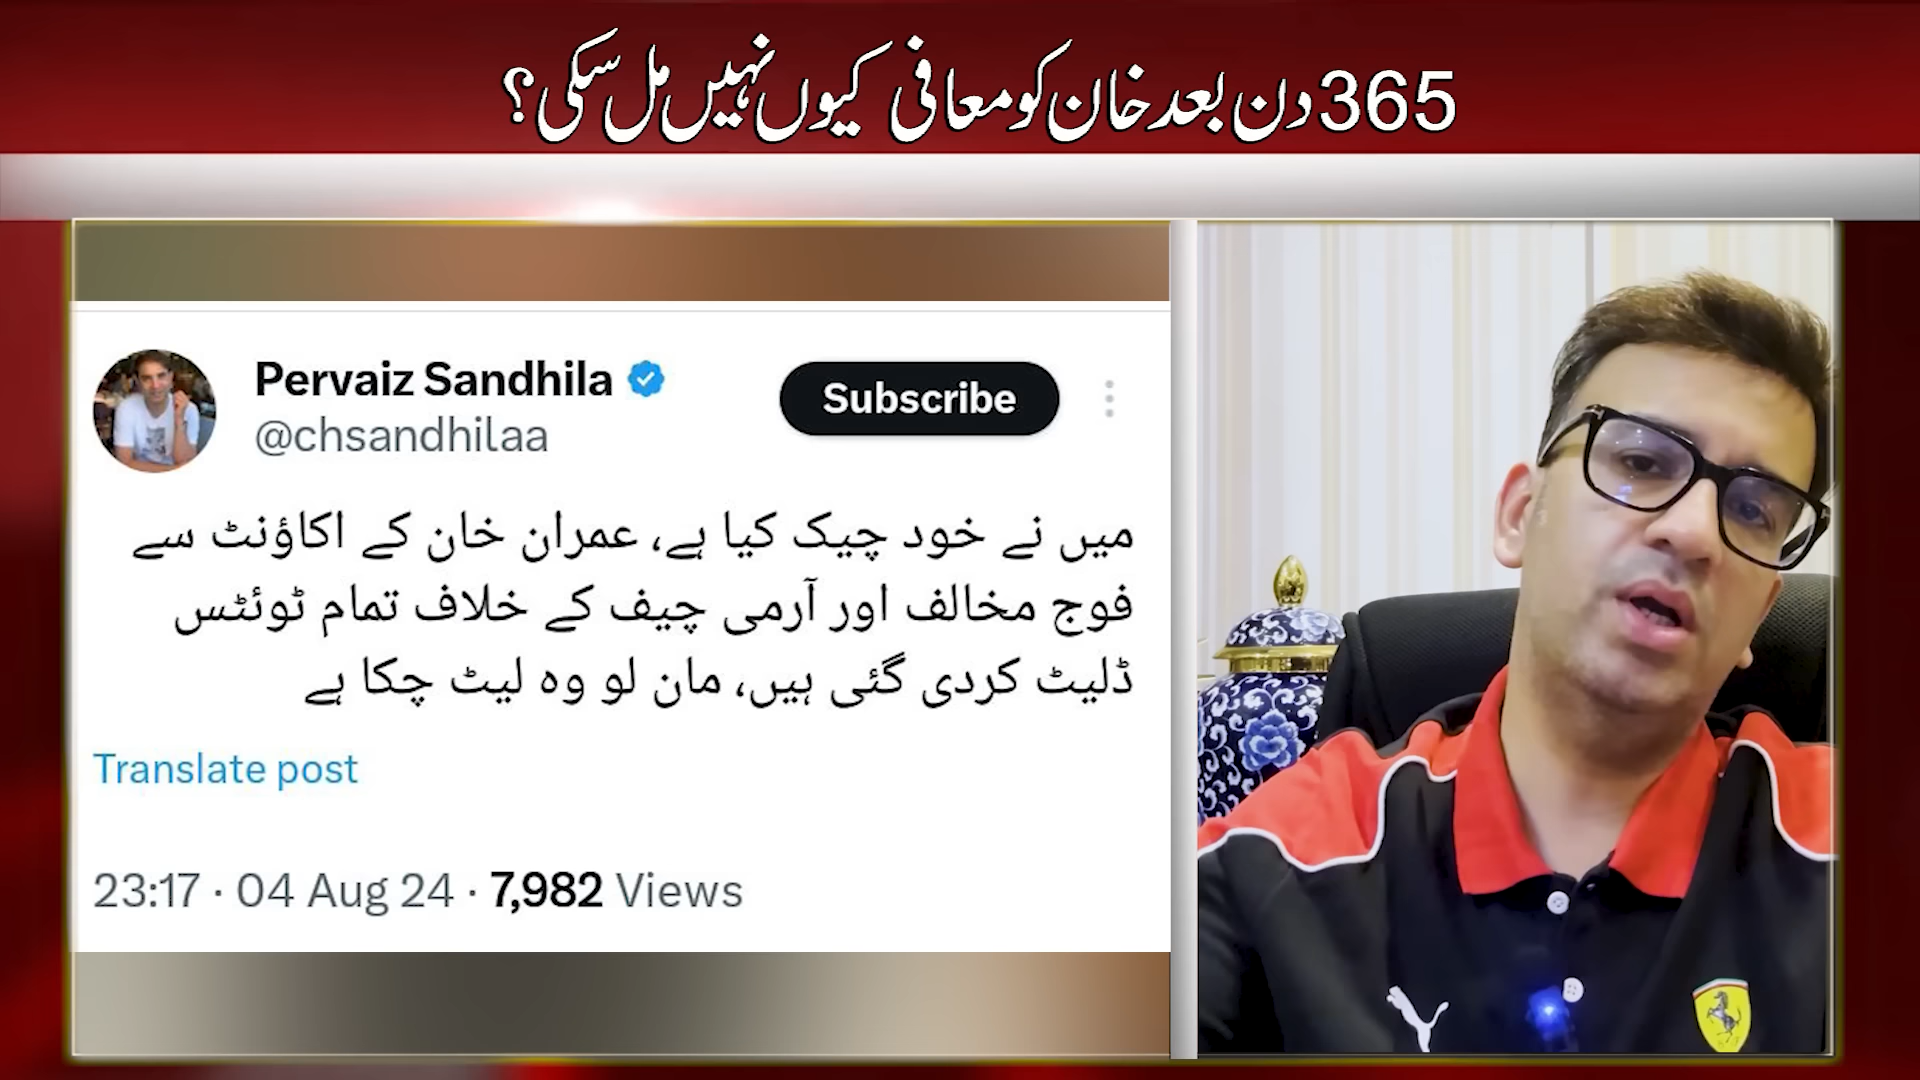 365 دن بعد خان کو معافی کیوں نہیں مل سکی؟
Pervaiz Sandhila
@chsandhilaa
Subscribe
میں نے خود چیک کیا ہے، عمران خان کے اکاؤنٹ سے
فوج مخالف اور آرمی چیف کے خلاف تمام ٹوئٹس
ڈلیٹ کردی گئی ہیں، مان لو وہ لیٹ چکا ہے
Translate post
23:17 · 04 Aug 24 · 7,982 Views